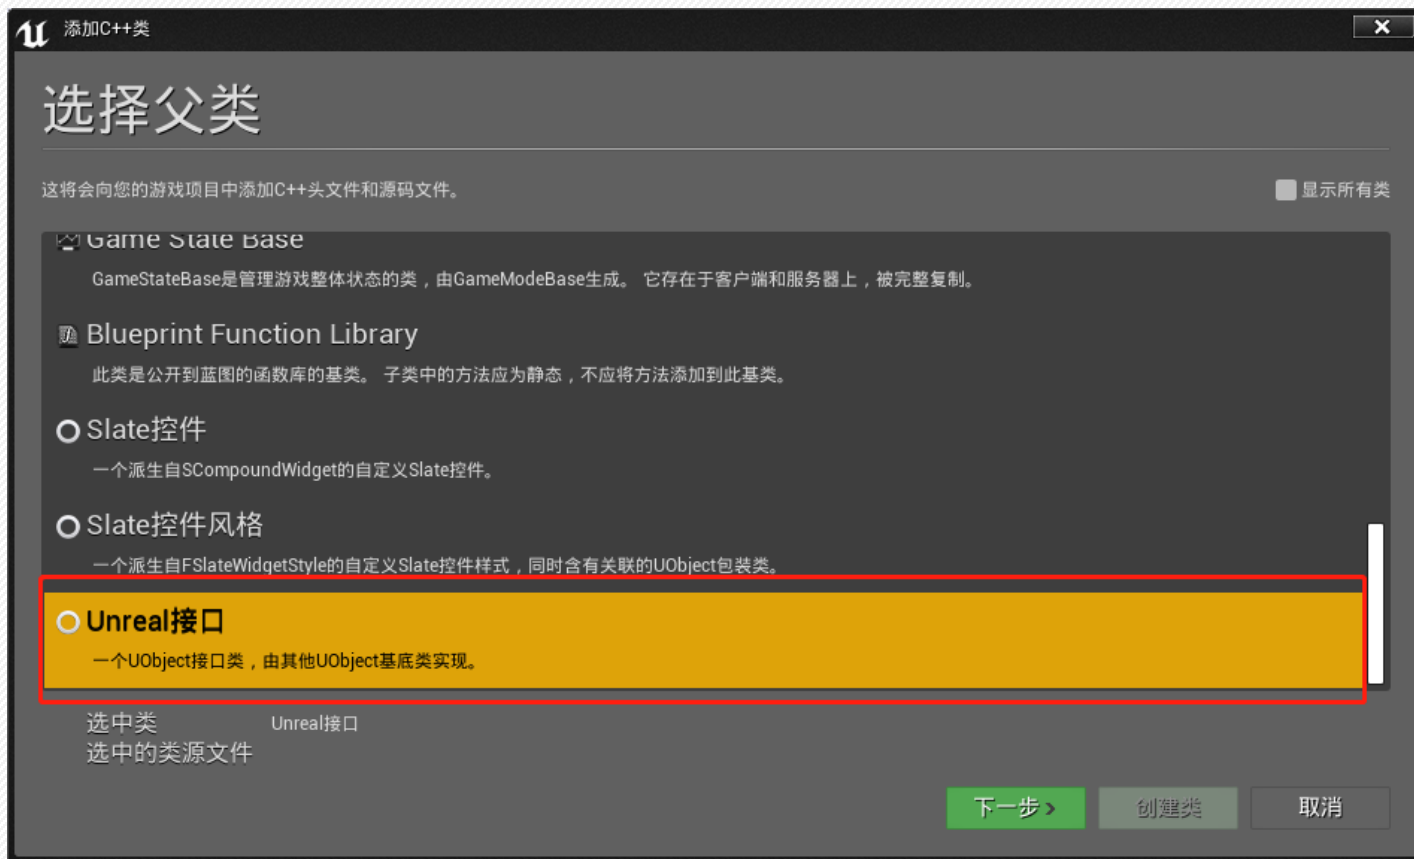 添加C++类
选择父类
这将会向您的游戏项目中添加C++头文件和源码文件。
显示所有类
Game State Base
GameStateBase是管理游戏整体状态的类，由GameModeBase生成。 它存在于客户端和服务器上，被完整复制。
Blueprint Function Library
此类是公开到蓝图的函数库的基类。 子类中的方法应为静态，不应将方法添加到此基类。
Slate控件
一个派生自SCompoundWidget的自定义Slate控件。
Slate控件风格
一个派生自FSlateWidgetStyle的自定义Slate控件样式，同时含有关联的UObject包装类。
Unreal接口
一个UObject接口类，由其他UObject基底类实现。
选中类 Unreal接口
选中的类源文件
下一步 创建类 取消